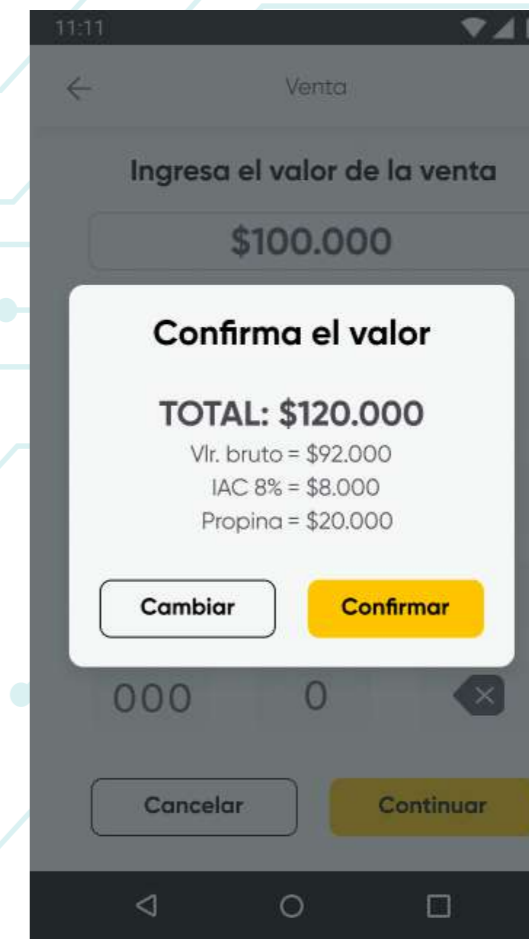 11:11
Venta
Ingresa el valor de la venta
$100.000
Confirma el valor
TOTAL: $120.000
Vlr. bruto = $92.000
IAC 8% = $8.000
Propina = $20.000
Cambiar
Confirmar
000
0
Cancelar
Continuar